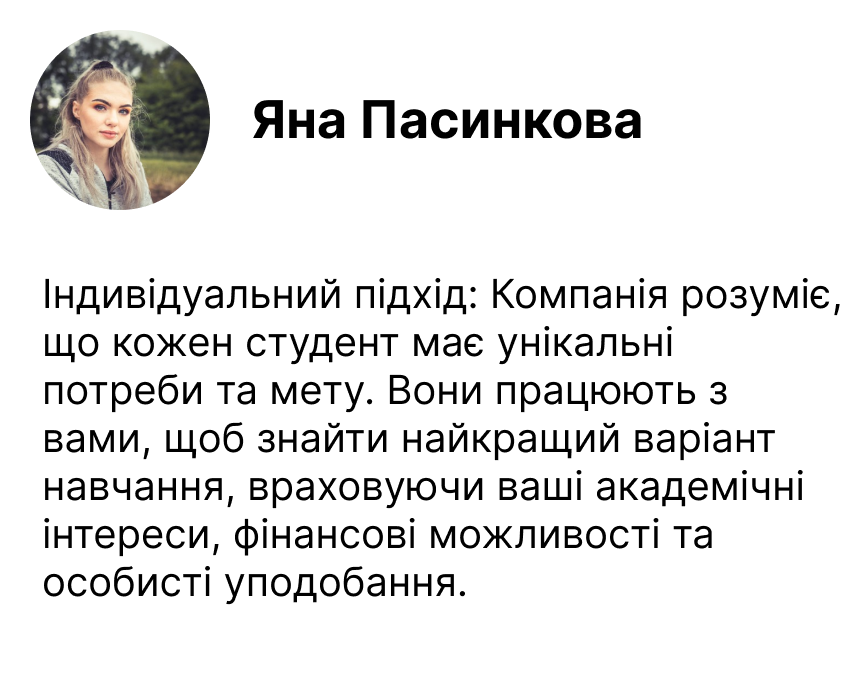 Яна Пасинкова
Індивідуальний підхід: Компанія розуміє,
що кожен студент має унікальні
потреби та мету. Вони працюють з
вами, щоб знайти найкращий варіант
навчання, враховуючи ваші академічні
інтереси, фінансові можливості та
особисті уподобання.